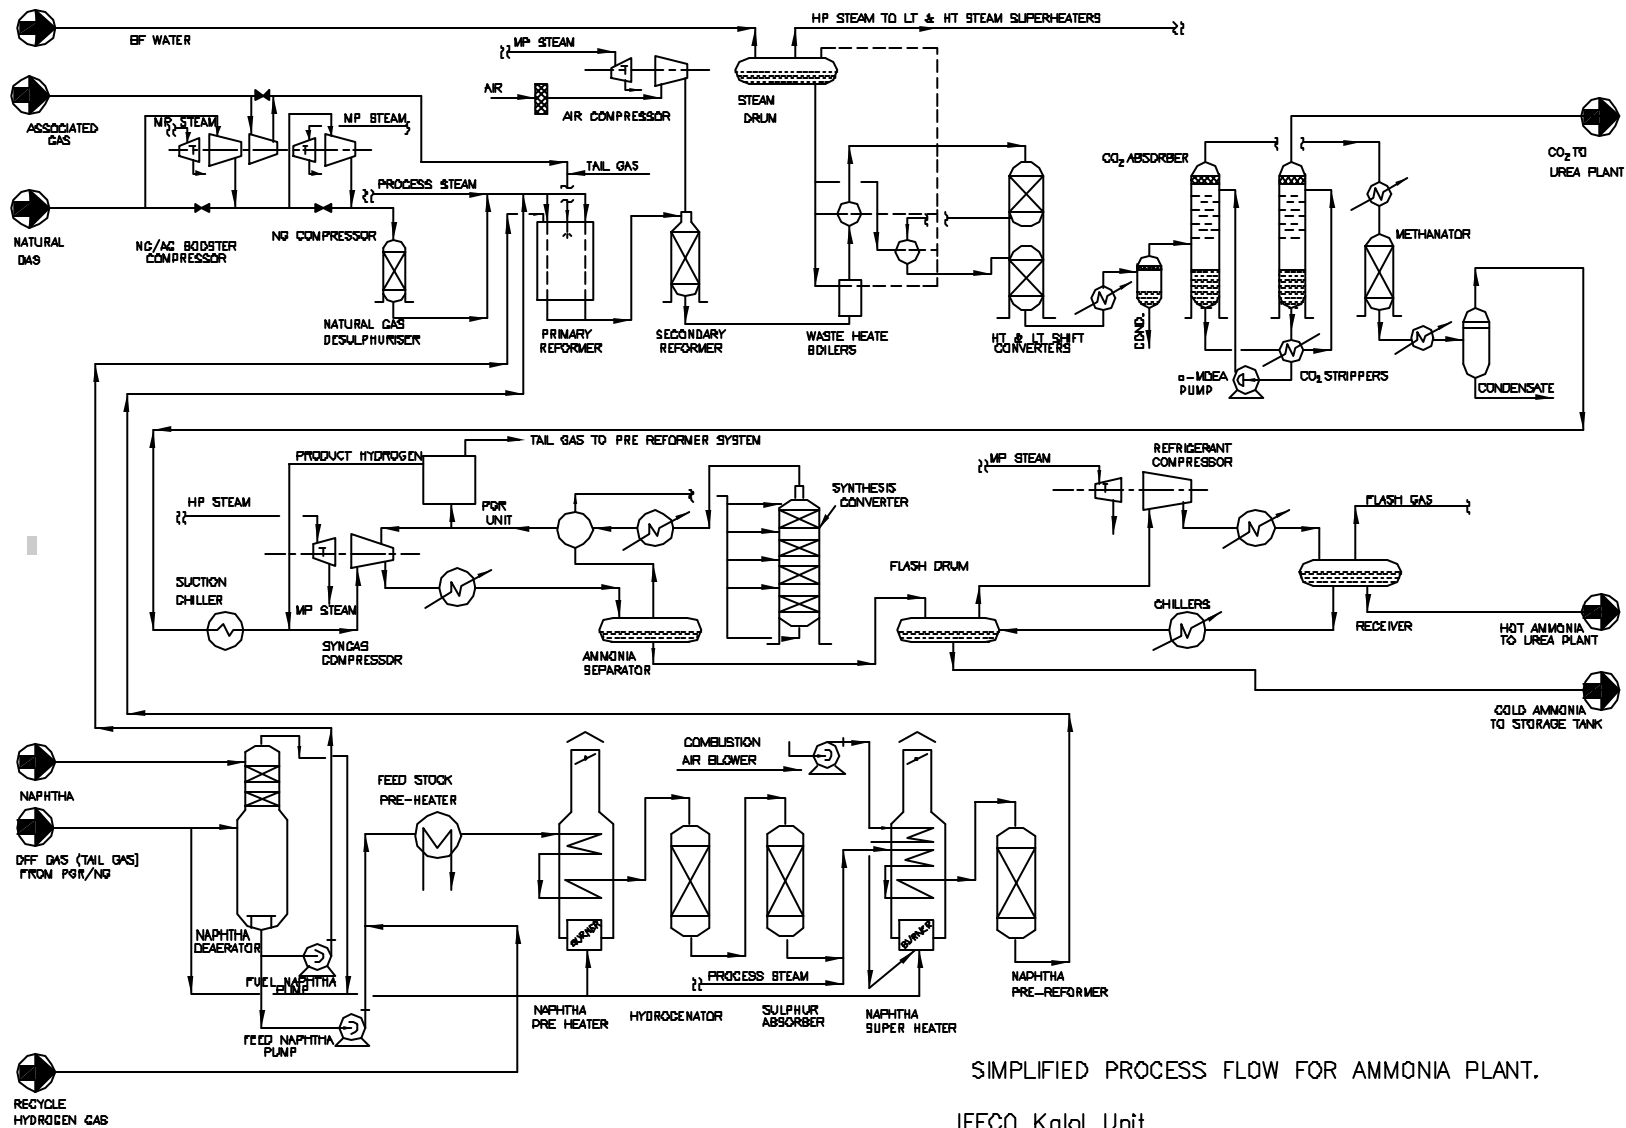 BF WATER
HP STEAM TO LT & HT STEAM SUPERHEATERS
MP STEAM
AIR
AIR COMPRESSOR
STEAM
DRUM
ASSOCIATED
GAS
MP STEAM
MP STEAM
TAIL GAS
PROCESS STEAM
CO2 ABSORBER
CO2 TO
UREA PLANT
NATURAL
GAS
NG/AG BOOSTER
COMPRESSOR
NG COMPRESSOR
METHANATOR
NATURAL GAS
DESULPHURISER
PRIMARY
REFORMER
SECONDARY
REFORMER
WASTE HEATE
BOILERS
HT & LT SHIFT
CONVERTERS
COND.
a-MDEA
PUMP
CO2 STRIPPERS
CONDENSATE
TAIL GAS TO PRE REFORMER SYSTEM
PRODUCT HYDROGEN
HP STEAM
PGR
UNIT
SYNTHESIS
CONVERTER
MP STEAM
REFRIGERANT
COMPRESSOR
FLASH GAS
T
T
T
T
T
SUCTION
CHILLER
MP STEAM
SYNGAS
COMPRESSOR
AMMONIA
SEPARATOR
FLASH DRUM
CHILLERS
RECEIVER
HOT AMMONIA
TO UREA PLANT
COLD AMMONIA
TO STORAGE TANK
NAPHTHA
OFF GAS (TAIL GAS)
FROM PGR/NG
FEED STOCK
PRE-HEATER
COMBUSTION
AIR BLOWER
NAPHTHA
DEAERATOR
FUEL NAPHTHA
PUMP
FEED NAPHTHA
PUMP
BURNER
BURNER
PROCESS STEAM
NAPHTHA
PRE HEATER
HYDROGENATOR
SULPHUR
ABSORBER
NAPHTHA
SUPER HEATER
NAPHTHA
PRE-REFORMER
RECYCLE
HYDROGEN GAS
SIMPLIFIED PROCESS FLOW FOR AMMONIA PLANT.
IFFCO Kalol Unit